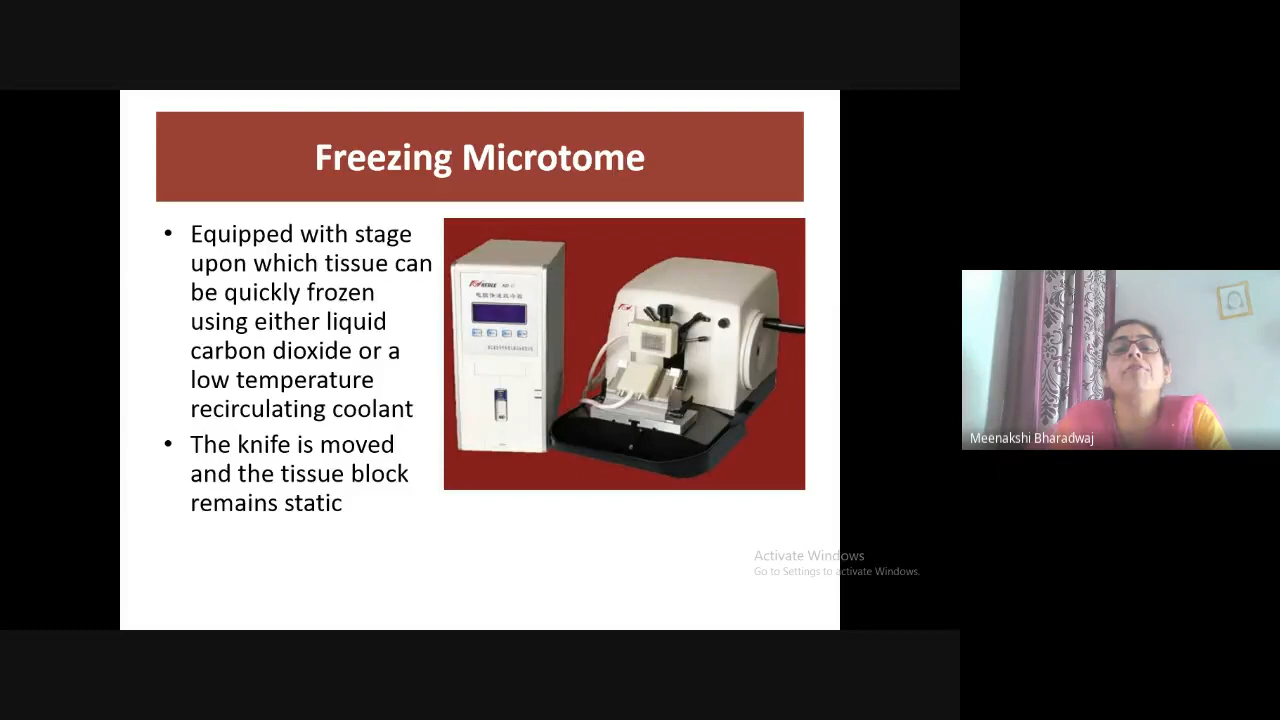 Freezing Microtome
• Equipped with stage
upon which tissue can
be quickly frozen
using either liquid
carbon dioxide or a
low temperature
recirculating coolant
• The knife is moved
and the tissue block
remains static
Meenakshi Bharadwaj
Activate Windows
Go to Settings to activate Windows.